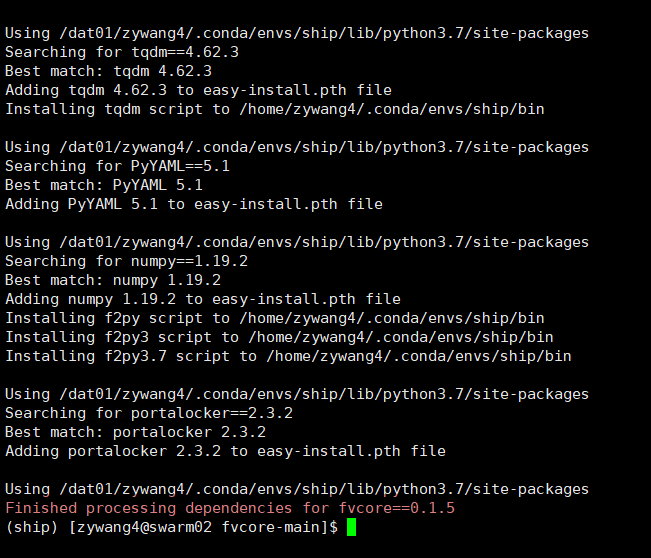 Using /dat01/zywang4/.conda/envs/ship/lib/python3.7/site-packages
Searching for tqdm==4.62.3
Best match: tqdm 4.62.3
Adding tqdm 4.62.3 to easy-install.pth file
Installing tqdm script to /home/zywang4/.conda/envs/ship/bin

Using /dat01/zywang4/.conda/envs/ship/lib/python3.7/site-packages
Searching for PyYAML==5.1
Best match: PyYAML 5.1
Adding PyYAML 5.1 to easy-install.pth file

Using /dat01/zywang4/.conda/envs/ship/lib/python3.7/site-packages
Searching for numpy==1.19.2
Best match: numpy 1.19.2
Adding numpy 1.19.2 to easy-install.pth file
Installing f2py script to /home/zywang4/.conda/envs/ship/bin
Installing f2py3 script to /home/zywang4/.conda/envs/ship/bin
Installing f2py3.7 script to /home/zywang4/.conda/envs/ship/bin

Using /dat01/zywang4/.conda/envs/ship/lib/python3.7/site-packages
Searching for portalocker==2.3.2
Best match: portalocker 2.3.2
Adding portalocker 2.3.2 to easy-install.pth file

Using /dat01/zywang4/.conda/envs/ship/lib/python3.7/site-packages
Finished processing dependencies for fvcore==0.1.5
(ship) [zywang4@swarm02 fvcore-main]$